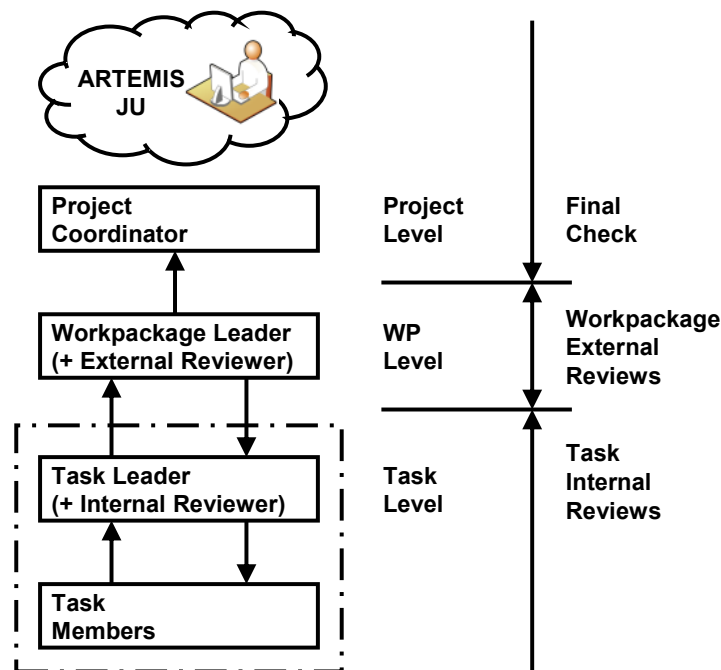 ARTEMIS
JU
Project
Coordinator
Project
Level
Final
Check
Workpackage Leader
(+ External Reviewer)
WP
Level
Workpackage
External
Reviews
Task Leader
(+ Internal Reviewer)
Task
Level
Task
Internal
Reviews
Task
Members